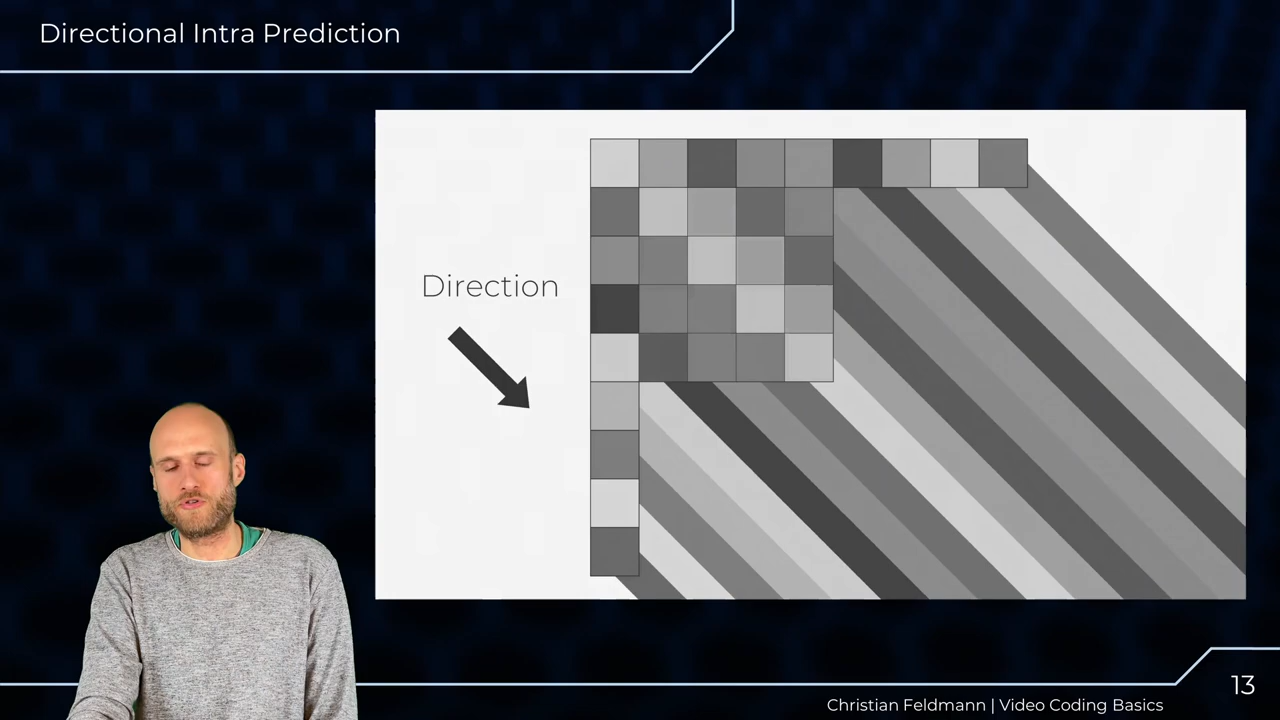 Directional Intra Prediction
Direction
13
Christian Feldmann | Video Coding Basics